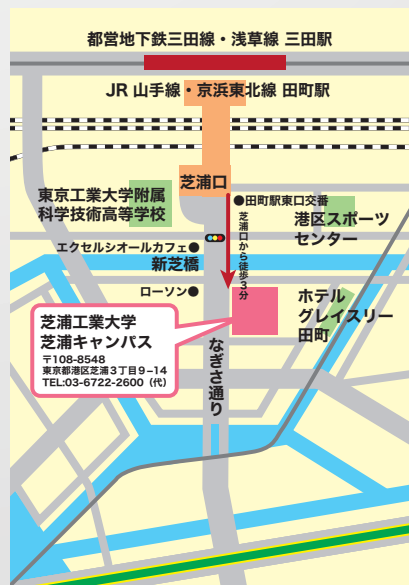 都営地下鉄三田線・浅草線 三田駅
JR 山手線・京浜東北線 田町駅
芝浦口
●田町駅東口交番
東京工業大学附属
科学技術高等学校
港区スポーツ
センター
芝浦口から徒歩3分
エクセルシオールカフェ●
新芝橋
ローソン●
ホテル
グレイスリー
田町
芝浦工業大学
芝浦キャンパス
〒108-8548
東京都港区芝浦3丁目9−14
TEL:03-6722-2600（代）
なぎさ通り